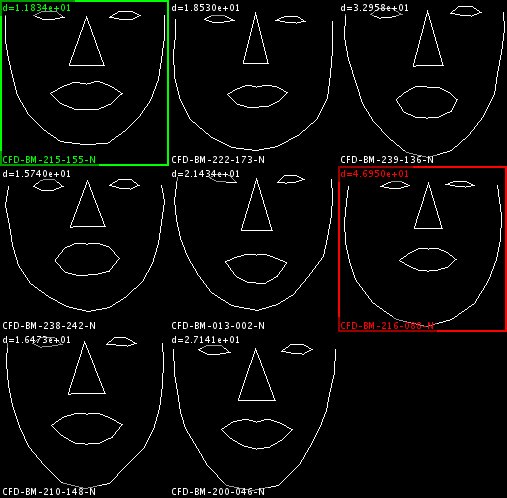 d=1.1834e+01
d=1.8530e+01
d=3.2958e+01
CFD-BM-215-155-N
CFD-BM-222-173-N
CFD-BM-239-136-N
d=1.5740e+01
d=2.1434e+01
d=4.6950e+01
CFD-BM-238-242-N
CFD-BM-013-002-N
CFD-BM-216-088-N
d=1.6473e+01
d=2.7141e+01
CFD-BM-210-148-N
CFD-BM-200-046-N